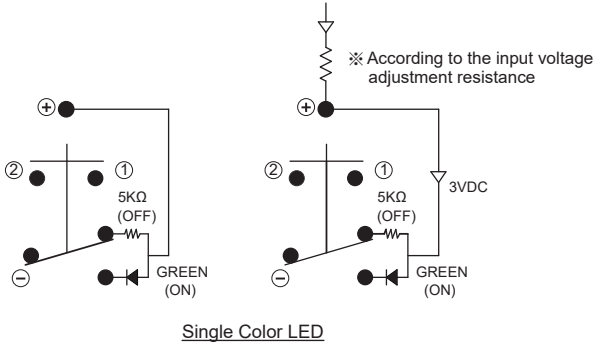 ※ According to the input voltage
adjustment resistance
⊕
⊕
② ①
5KΩ
(OFF)
⊖
GREEN
(ON)
② ①
3VDC
5KΩ
(OFF)
⊖
GREEN
(ON)
Single Color LED